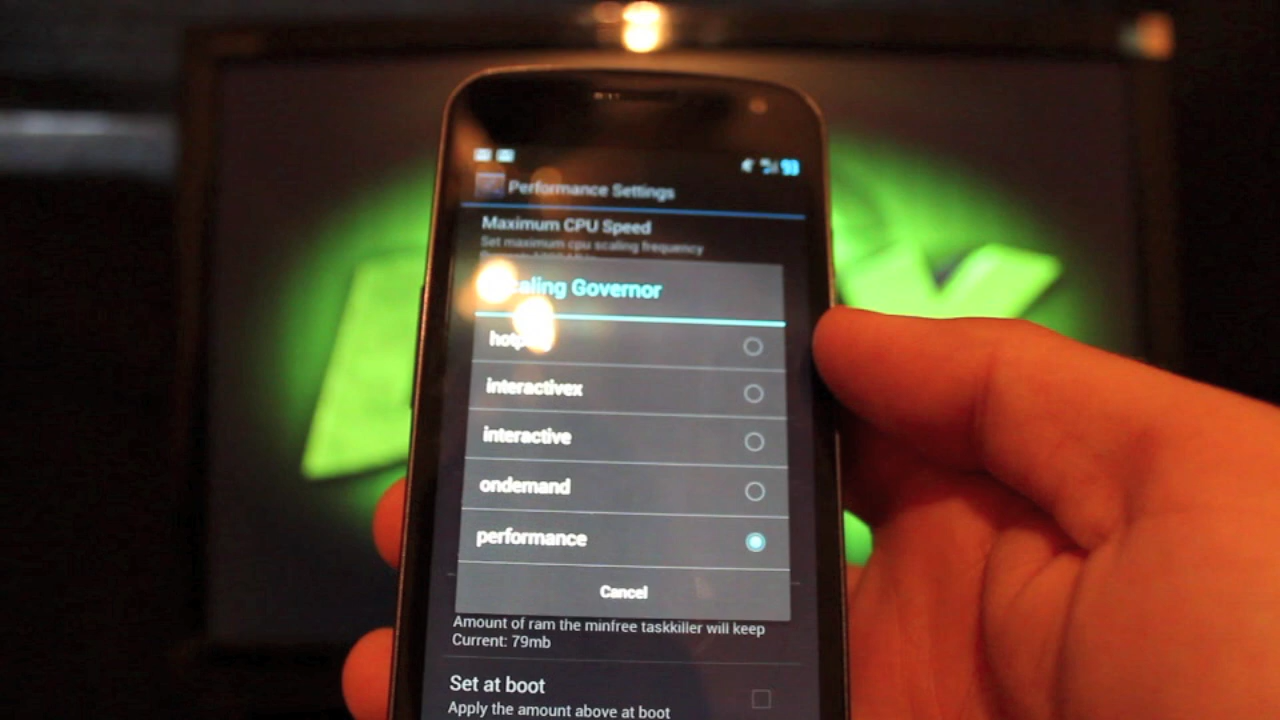 93
Performance Settings
Maximum CPU Speed
Set maximum cpu scaling frequency
Governor
interactivex
interactive
ondemand
performance
Cancel
Amount of ram the minfree taskkiller will keep
Current: 79mb
Set at boot
Apply the amount above at boot